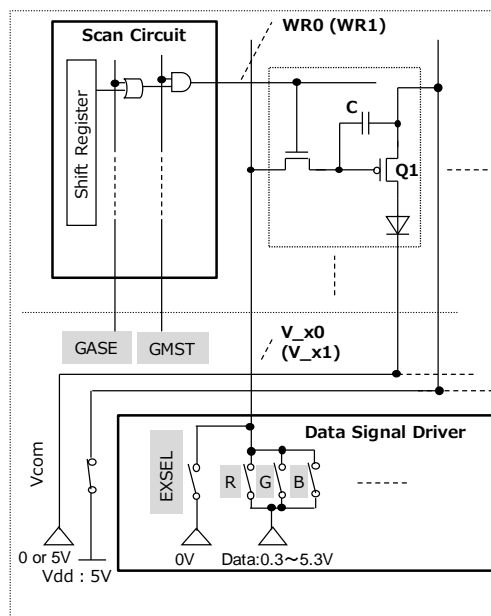 Scan Circuit
WR0 (WR1)
Shift Register
C
Q1
GASE
GMST
V_x0
(V_x1)
Data Signal Driver
Vcom
EXSEL
R
G
B
0 or 5V
0V
Data:0.3～5.3V
Vdd : 5V